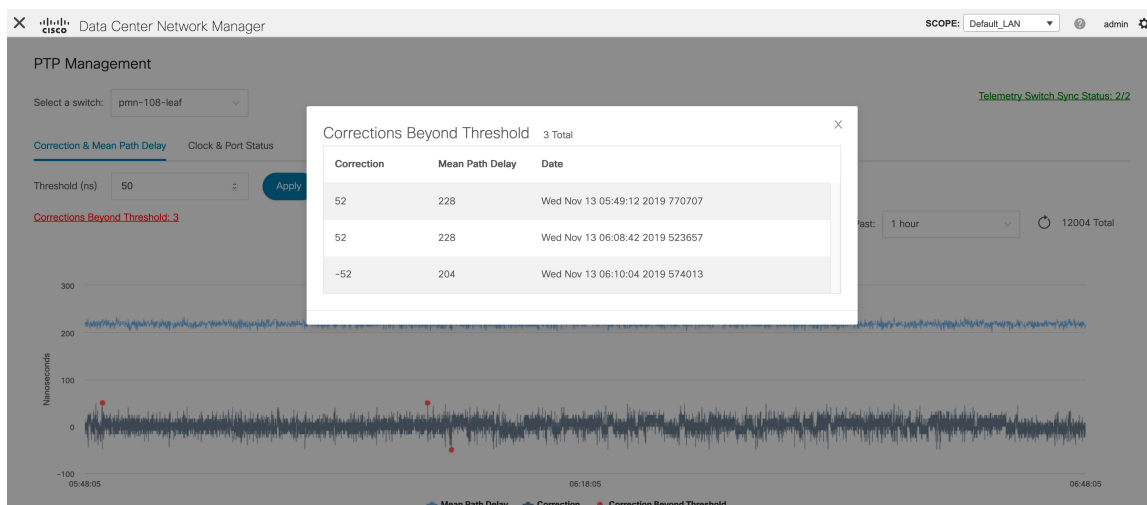 CISCO Data Center Network Manager
SCOPE: Default_LAN admin
PTP Management
Select a switch: pmn-108-leaf
Telemetry Switch Sync Status: 2/2
Correction & Mean Path Delay Clock & Port Status
Threshold (ns) 50 Apply
Corrections Beyond Threshold: 3
Past: 1 hour 12004 Total
Corrections Beyond Threshold 3 Total
X
Correction Mean Path Delay Date
52 228 Wed Nov 13 05:49:12 2019 770707
52 228 Wed Nov 13 06:08:42 2019 523657
-52 204 Wed Nov 13 06:10:04 2019 574013
Nanoseconds
300
200
100
0
-100
05:48:05 06:18:05 06:48:05
Mean Path Delay Correction Correction Beyond Threshold